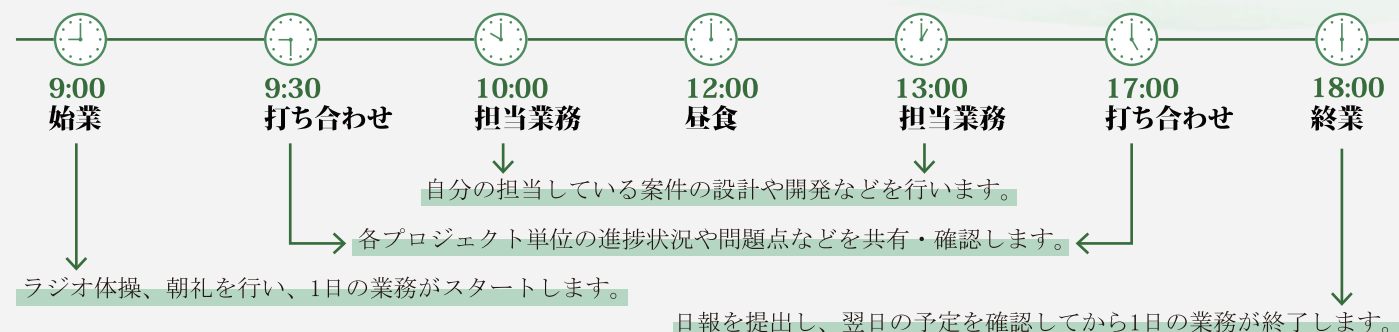 9:00
始業
9:30
打ち合わせ
10:00
担当業務
12:00
昼食
13:00
担当業務
17:00
打ち合わせ
18:00
終業
自分の担当している案件の設計や開発などを行います。
各プロジェクト単位の進捗状況や問題点などを共有・確認します。
ラジオ体操、朝礼を行い、1日の業務がスタートします。
日報を提出し、翌日の予定を確認してから1日の業務が終了します